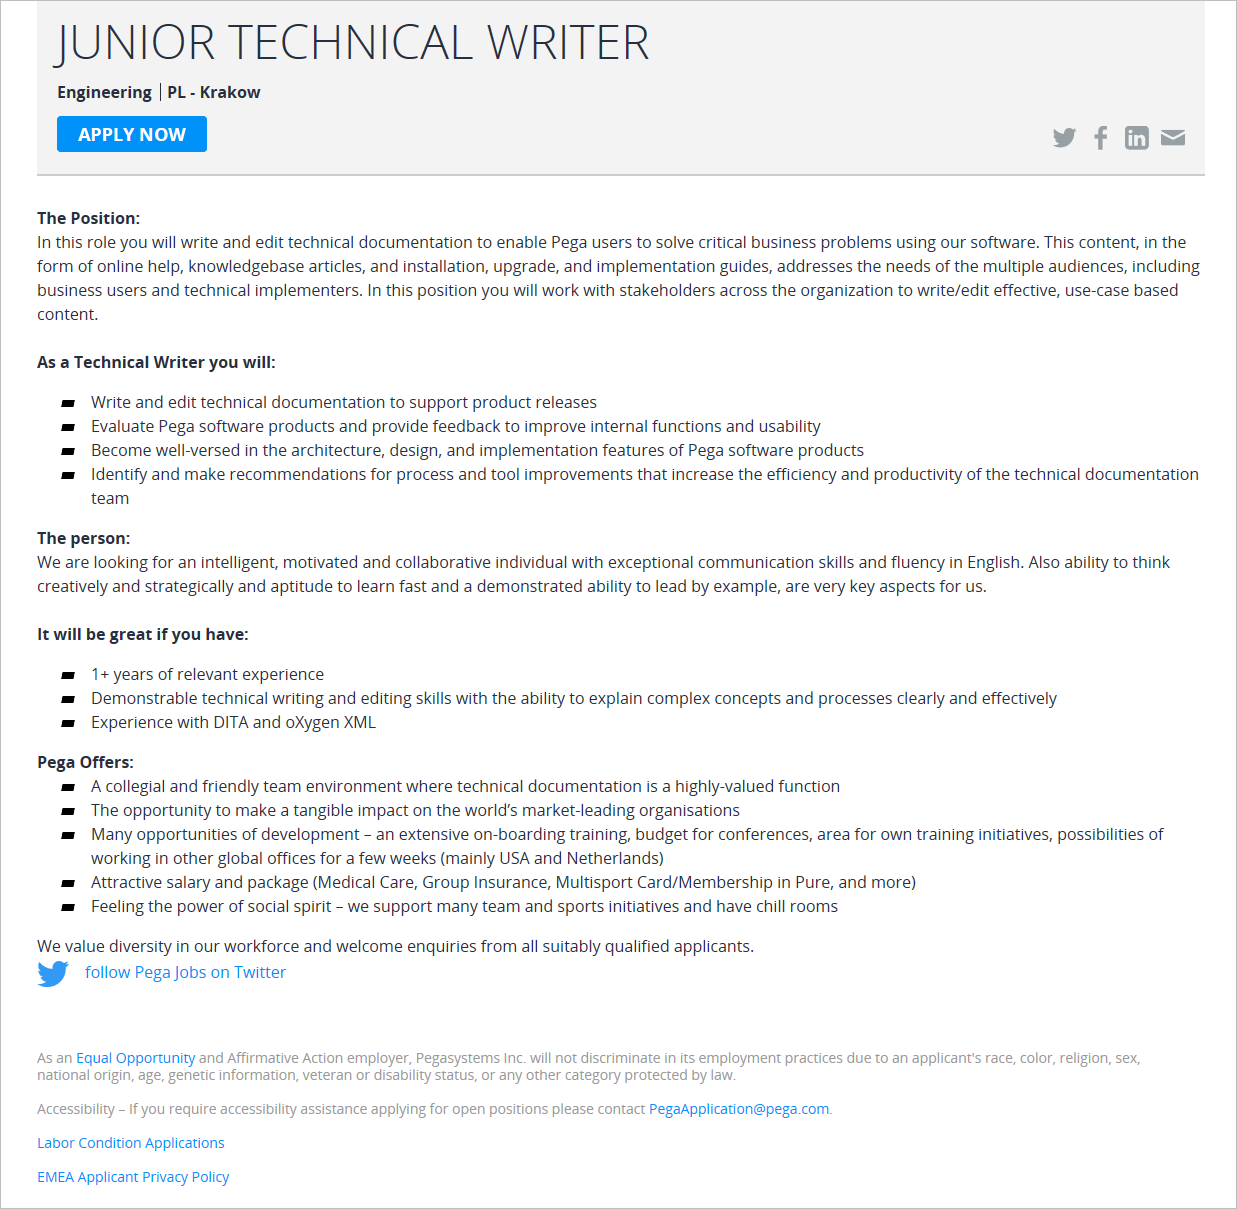 JUNIOR TECHNICAL WRITER
Engineering | PL - Krakow
APPLY NOW
The Position:
In this role you will write and edit technical documentation to enable Pega users to solve critical business problems using our software. This content, in the
form of online help, knowledgebase articles, and installation, upgrade, and implementation guides, addresses the needs of the multiple audiences, including
business users and technical implementers. In this position you will work with stakeholders across the organization to write/edit effective, use-case based
content.
As a Technical Writer you will:
Write and edit technical documentation to support product releases
Evaluate Pega software products and provide feedback to improve internal functions and usability
Become well-versed in the architecture, design, and implementation features of Pega software products
Identify and make recommendations for process and tool improvements that increase the efficiency and productivity of the technical documentation
team
The person:
We are looking for an intelligent, motivated and collaborative individual with exceptional communication skills and fluency in English. Also ability to think
creatively and strategically and aptitude to learn fast and a demonstrated ability to lead by example, are very key aspects for us.
It will be great if you have:
1+ years of relevant experience
Demonstrable technical writing and editing skills with the ability to explain complex concepts and processes clearly and effectively
Experience with DITA and oXygen XML
Pega Offers:
A collegial and friendly team environment where technical documentation is a highly-valued function
The opportunity to make a tangible impact on the world’s market-leading organisations
Many opportunities of development – an extensive on-boarding training, budget for conferences, area for own training initiatives, possibilities of
working in other global offices for a few weeks (mainly USA and Netherlands)
Attractive salary and package (Medical Care, Group Insurance, Multisport Card/Membership in Pure, and more)
Feeling the power of social spirit – we support many team and sports initiatives and have chill rooms
We value diversity in our workforce and welcome enquiries from all suitably qualified applicants.
follow Pega Jobs on Twitter
As an Equal Opportunity and Affirmative Action employer, Pegasystems Inc. will not discriminate in its employment practices due to an applicant's race, color, religion, sex,
national origin, age, genetic information, veteran or disability status, or any other category protected by law.
Accessibility – If you require accessibility assistance applying for open positions please contact PegaApplication@pega.com.
Labor Condition Applications
EMEA Applicant Privacy Policy